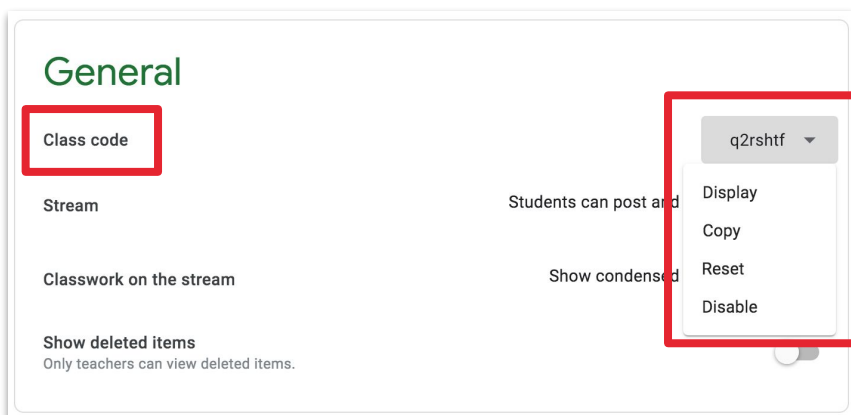 General
Class code
q2rshtf
Display
Copy
Reset
Disable
Stream
Students can post and
Classwork on the stream
Show condensed
Show deleted items
Only teachers can view deleted items.